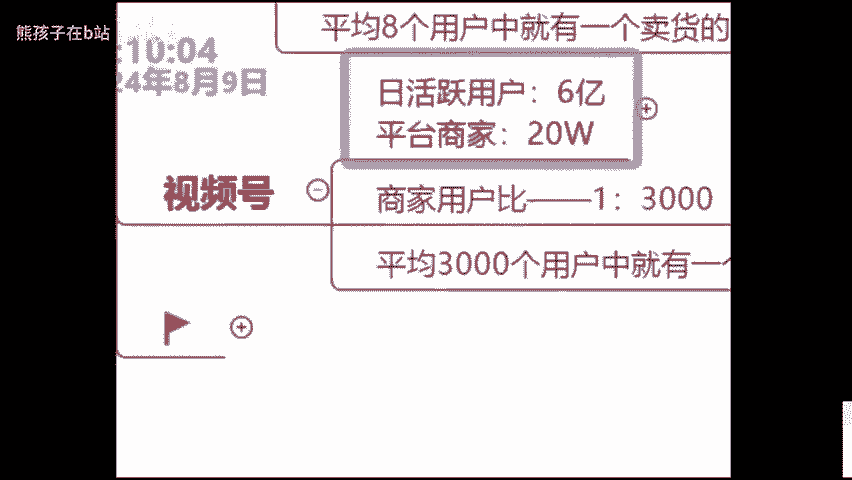 平均8个用户中就有一个卖货的
熊孩子在b站
:10:04
24年8月9日
日活跃用户：6亿
平台商家：20W
视频号
商家用户比——1：3000
平均3000个用户中就有一个